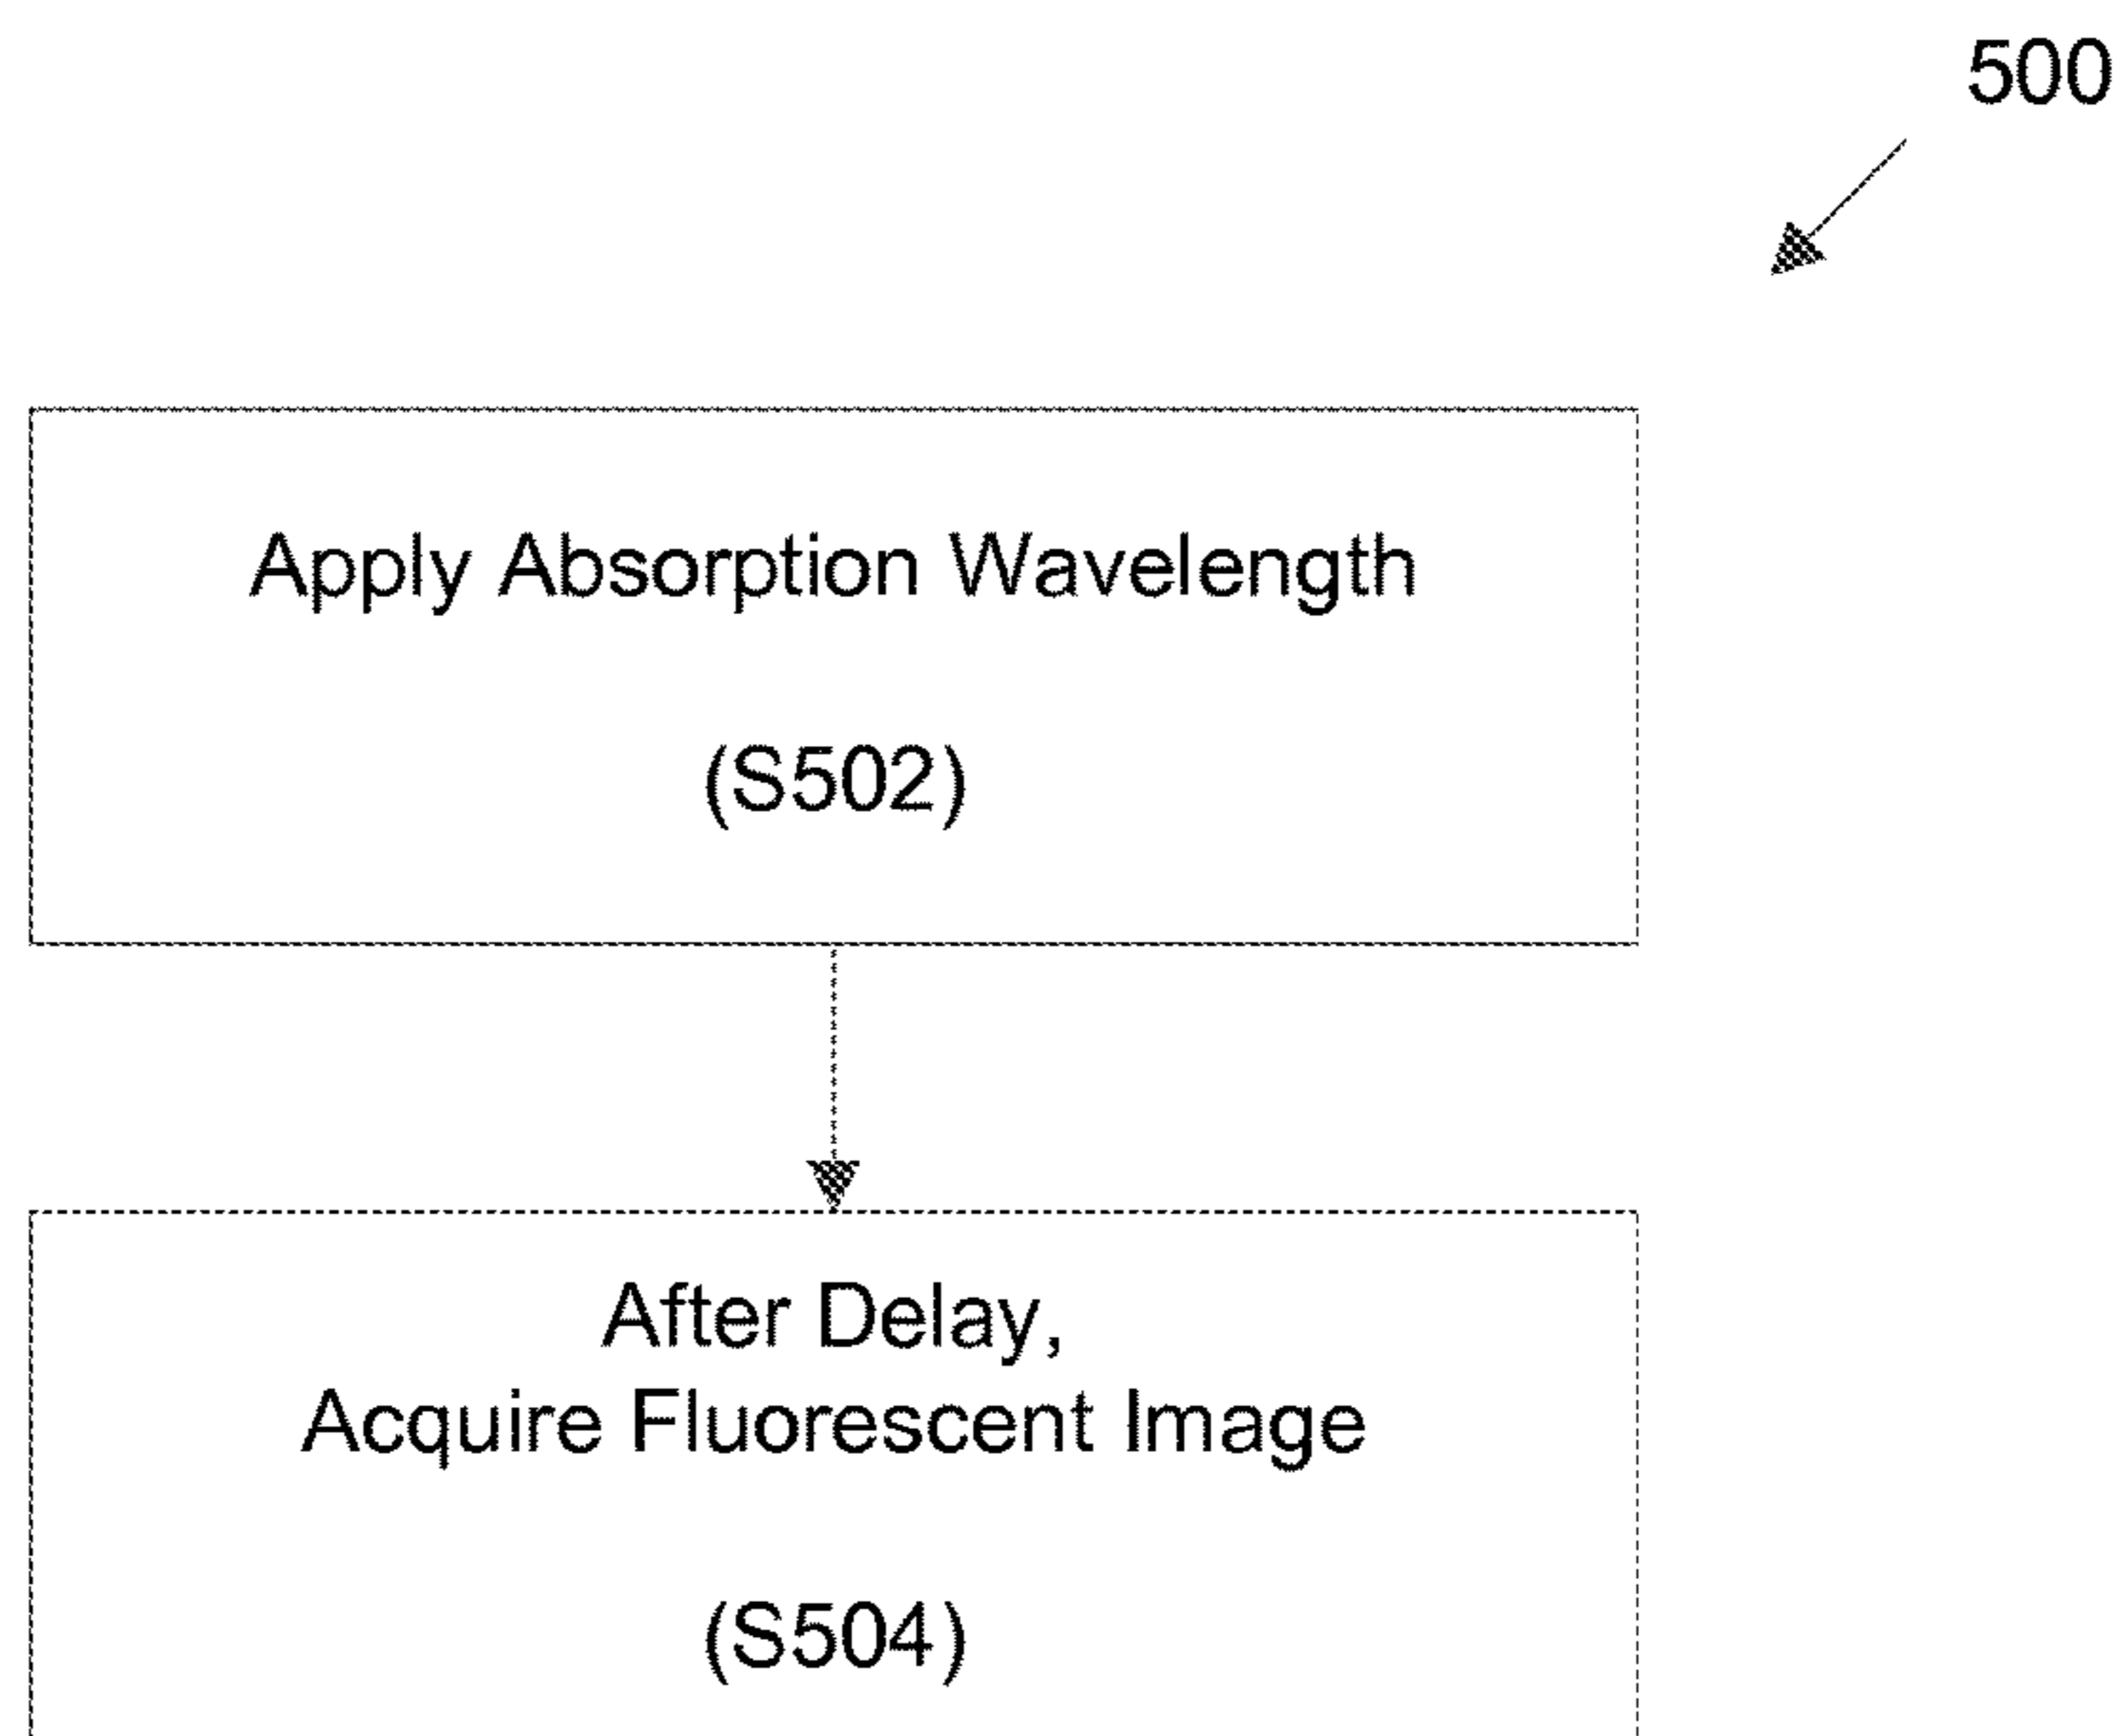 500
Apply Absorption Wavelength
(S502)
After Delay,
Acquire Fluorescent Image
(S504)